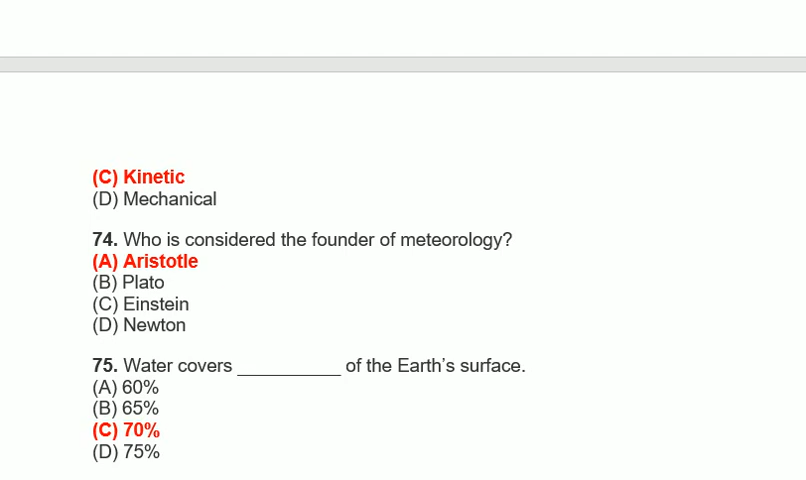 (C) Kinetic
(D) Mechanical
74. Who is considered the founder of meteorology?
(A) Aristotle
(B) Plato
(C) Einstein
(D) Newton
75. Water covers __________ of the Earth’s surface.
(A) 60%
(B) 65%
(C) 70%
(D) 75%